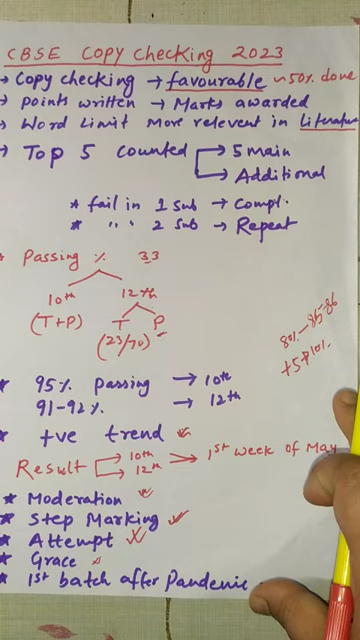 CBSE Copy Checking 2023
→ Copy checking → favourable ~50% done
→ points written → Marks awarded
→ Word Limit More relevent in Literature
→ Top 5 counted → 5 main
→ Additional
* fail in 1 sub → Compt.
* " " 2 sub → Repeat
* Passing % 33
10th 12th
(T+P) T P
(23/70)
80% - 85-86
+5 10%
* 95% passing → 10th
91-92% → 12th
* +ve trend
Result → 10th → 1st week of May
→ 12th
* Moderation
* Step Marking ✓
* Attempt
* Grace
* 1st batch after Pandemic